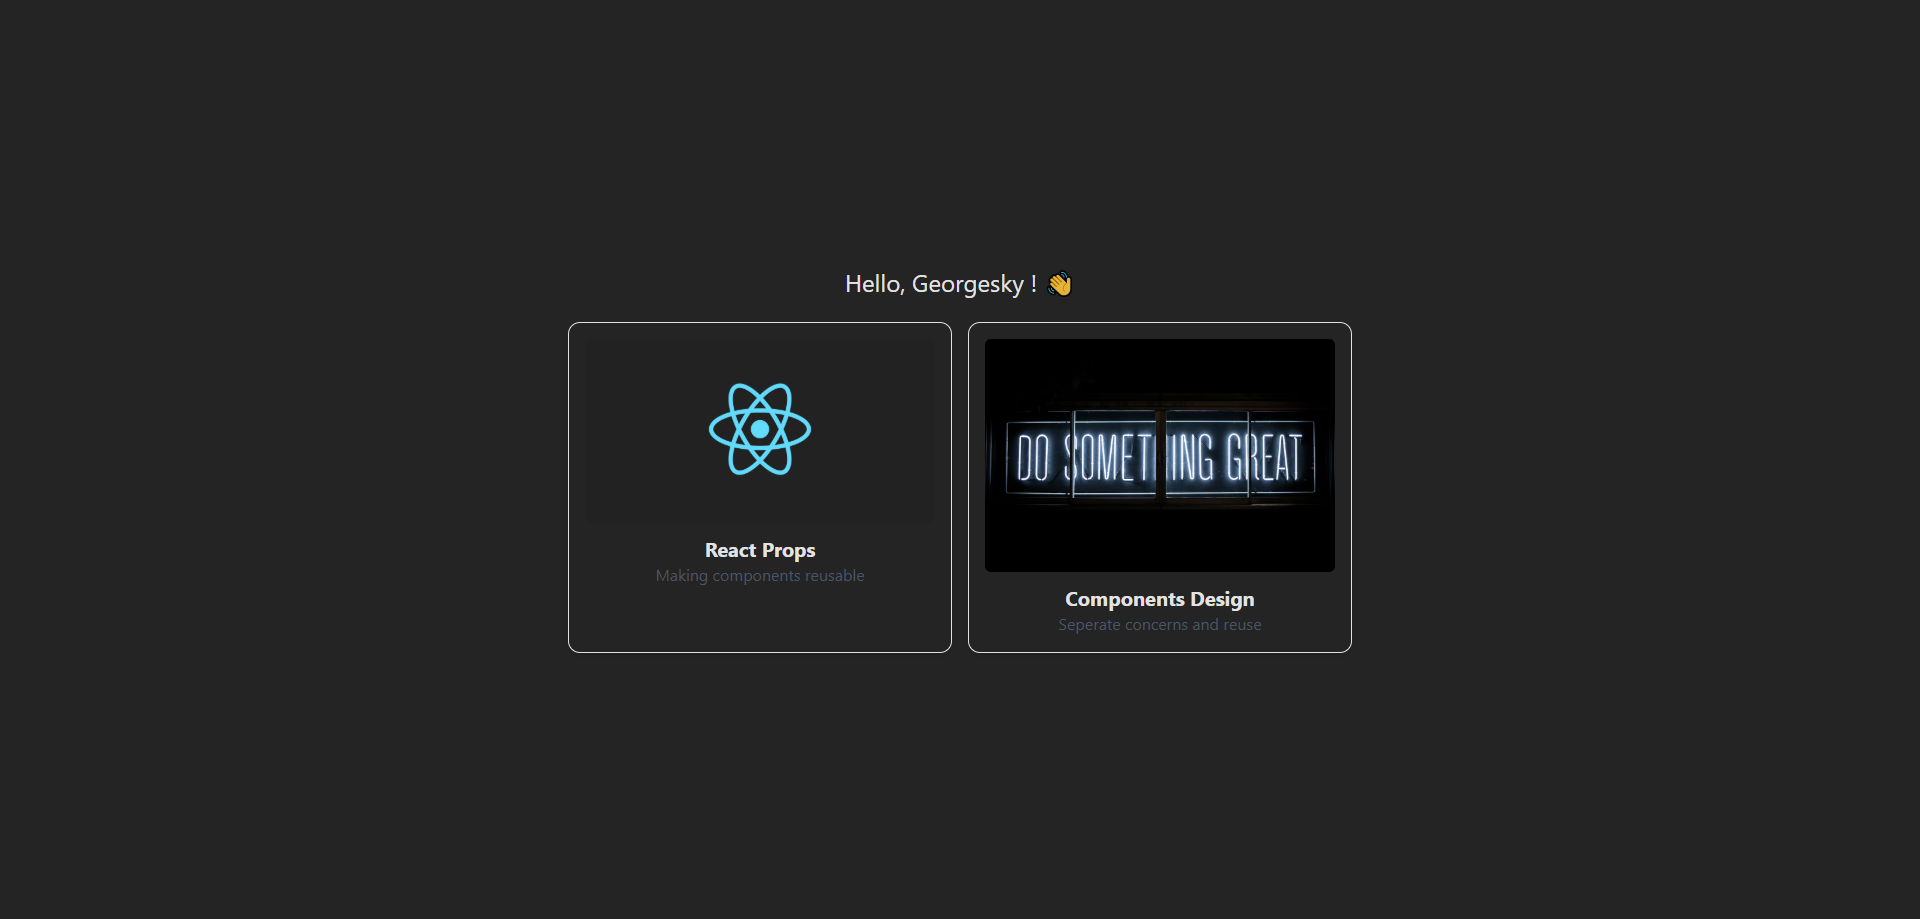 Hello, Georgesky ! 👋
DO SOMETHING GREAT
React Props
Making components reusable
Components Design
Seperate concerns and reuse